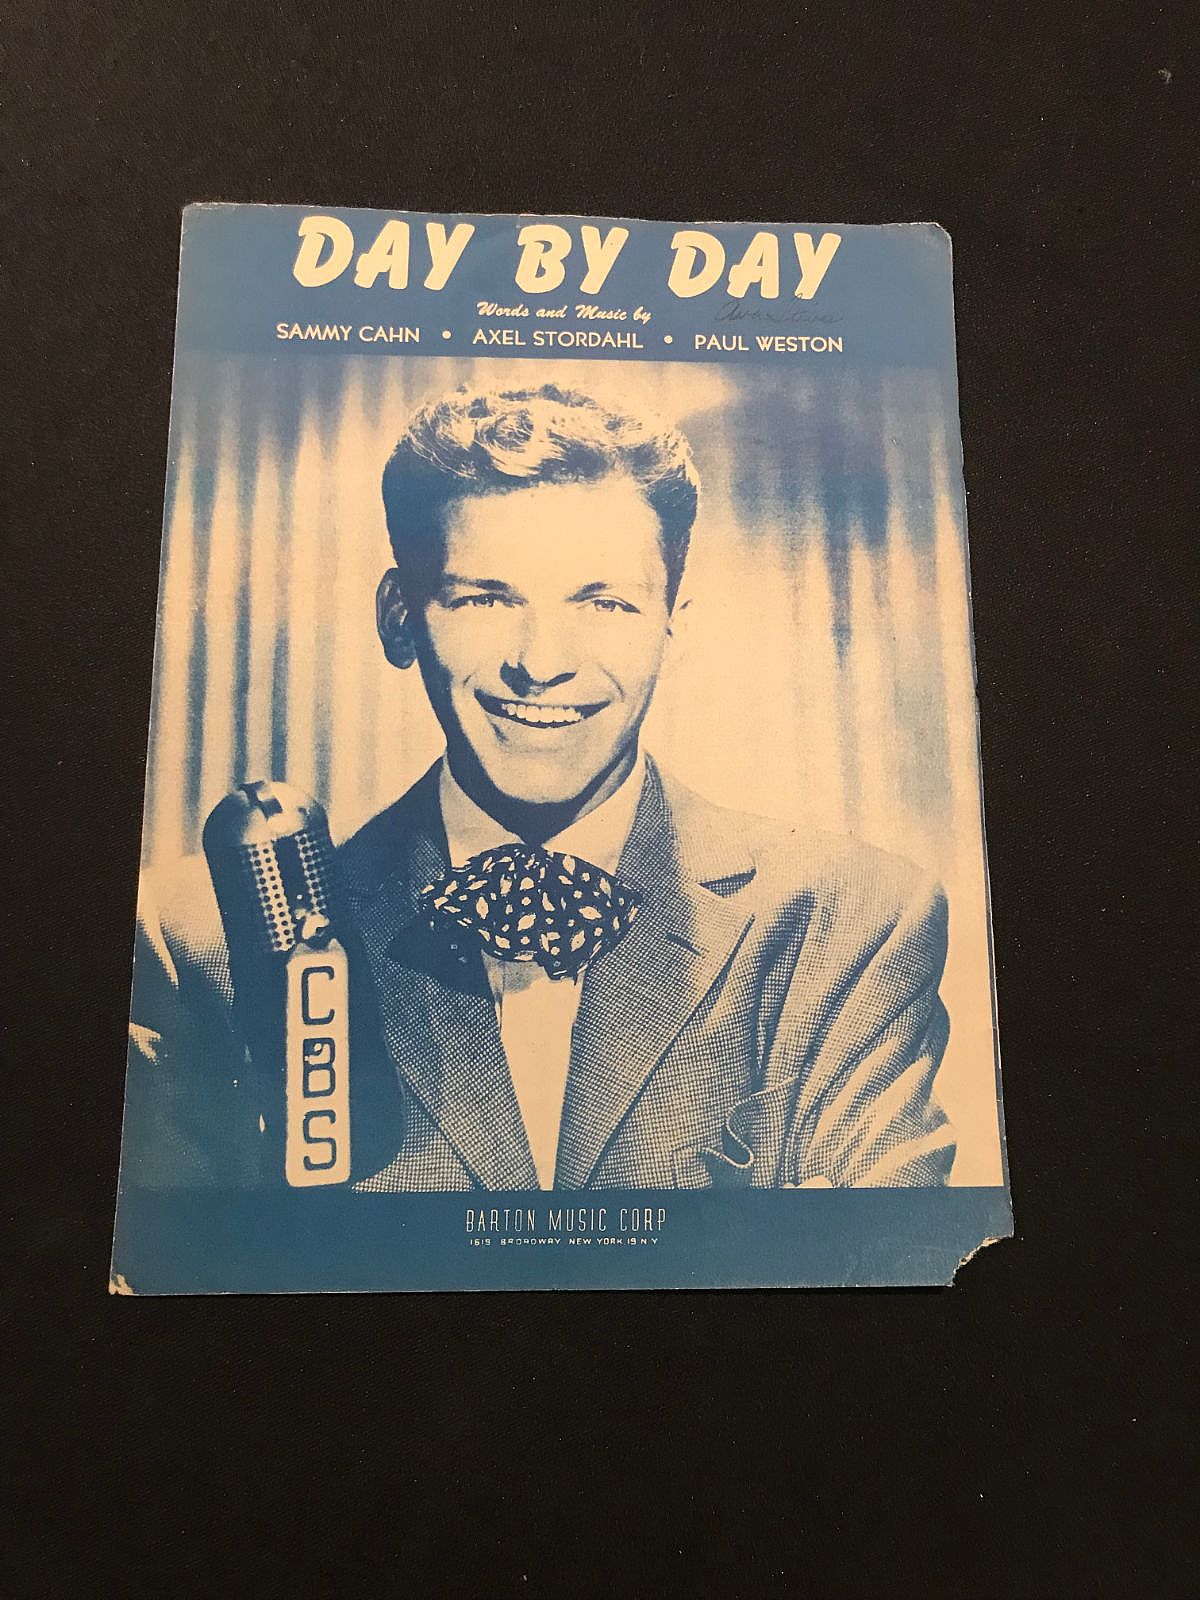 DAY BY DAY
Words and Music by
SAMMY CAHN • AXEL STORDAHL • PAUL WESTON
CBS
BARTON MUSIC CORP
1619 BROADWAY NEW YORK 19 N Y